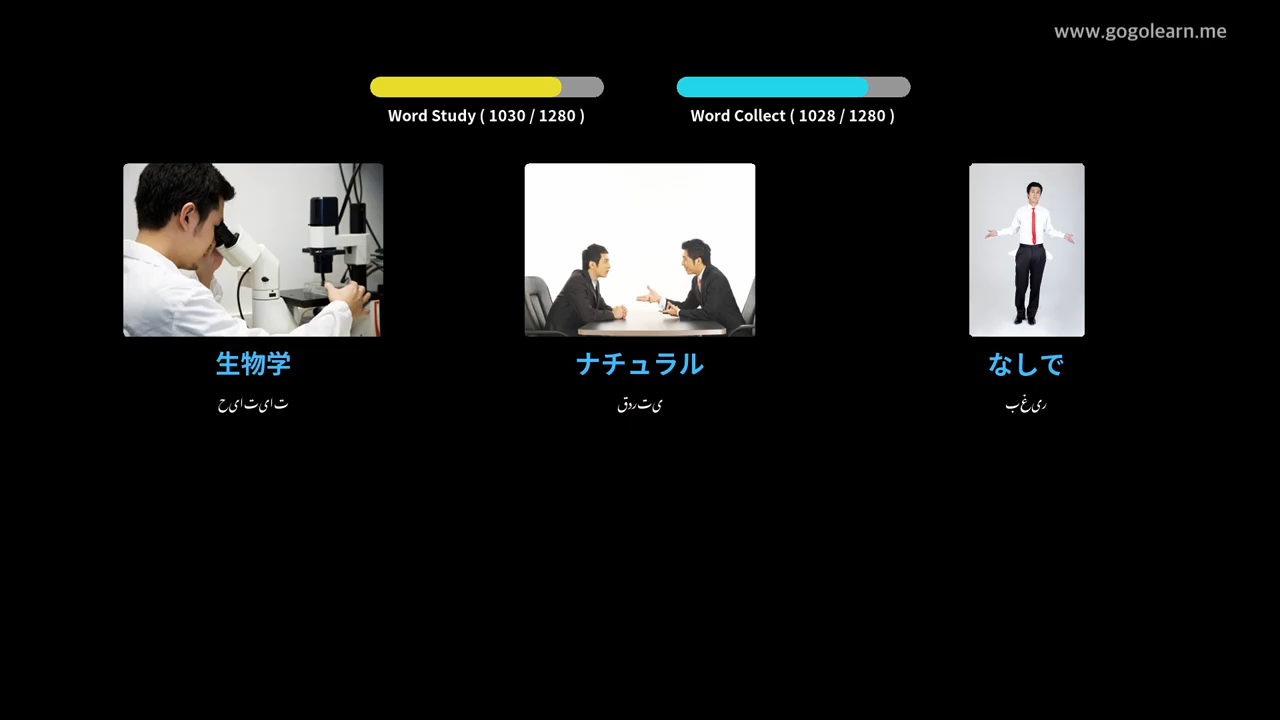 www.gogolearn.me
Word Study ( 1030 / 1280 )
Word Collect ( 1028 / 1280 )
生物学
ナチュラル
なしで
حیاتیات
قدرتی
بغیر